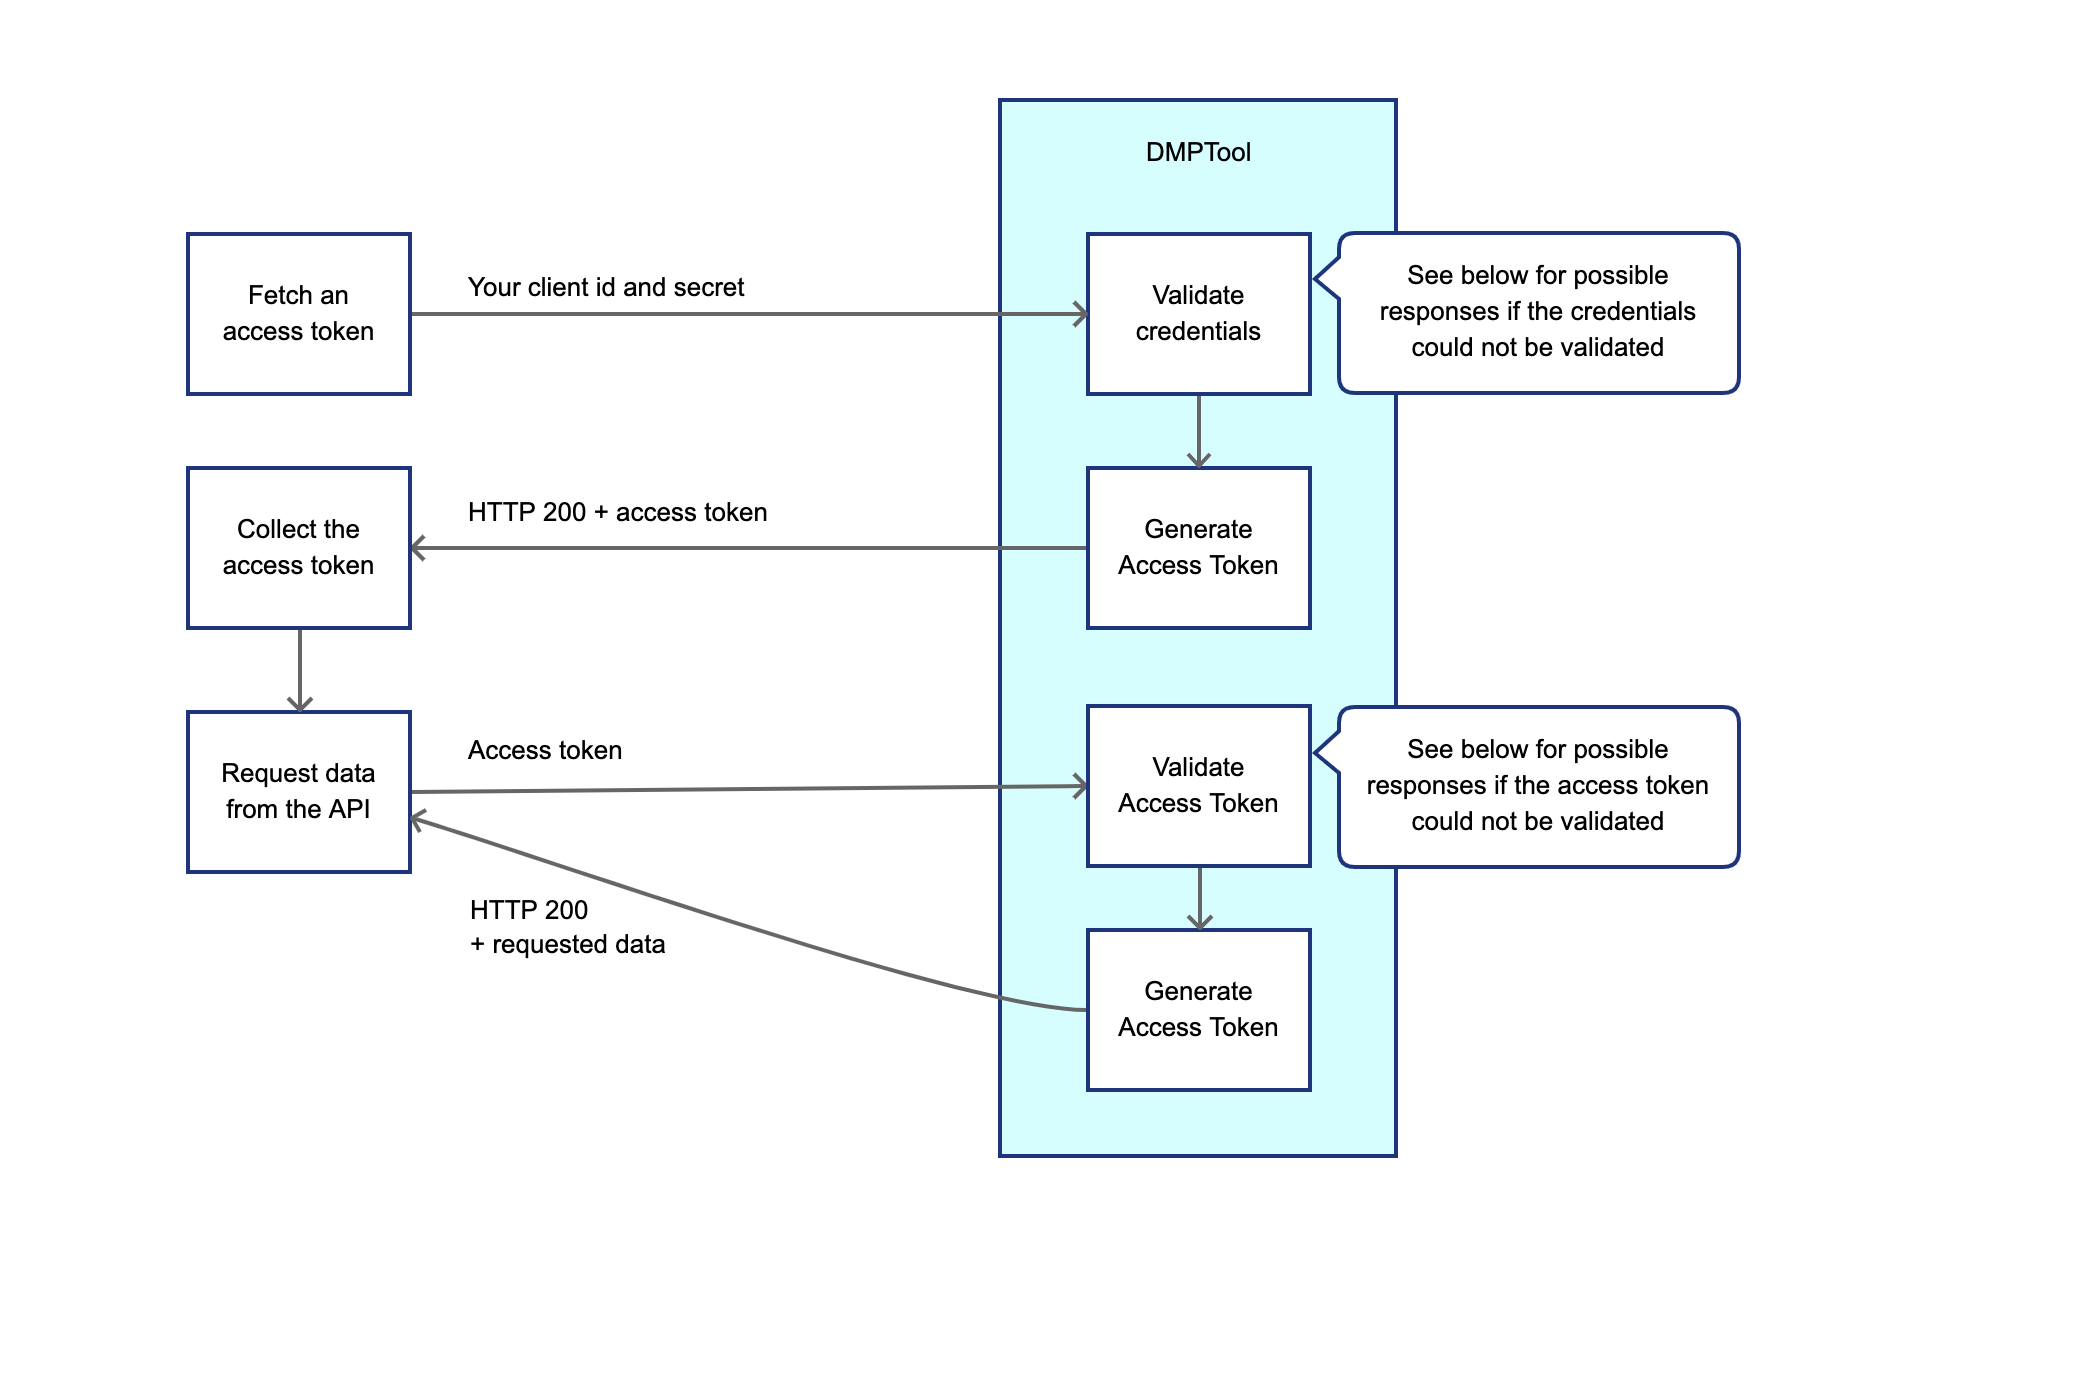 DMPTool
Fetch an
access token
Your client id and secret
Validate
credentials
See below for possible
responses if the credentials
could not be validated
Collect the
access token
HTTP 200 + access token
Generate
Access Token
Request data
from the API
Access token
Validate
Access Token
See below for possible
responses if the access token
could not be validated
HTTP 200
+ requested data
Generate
Access Token